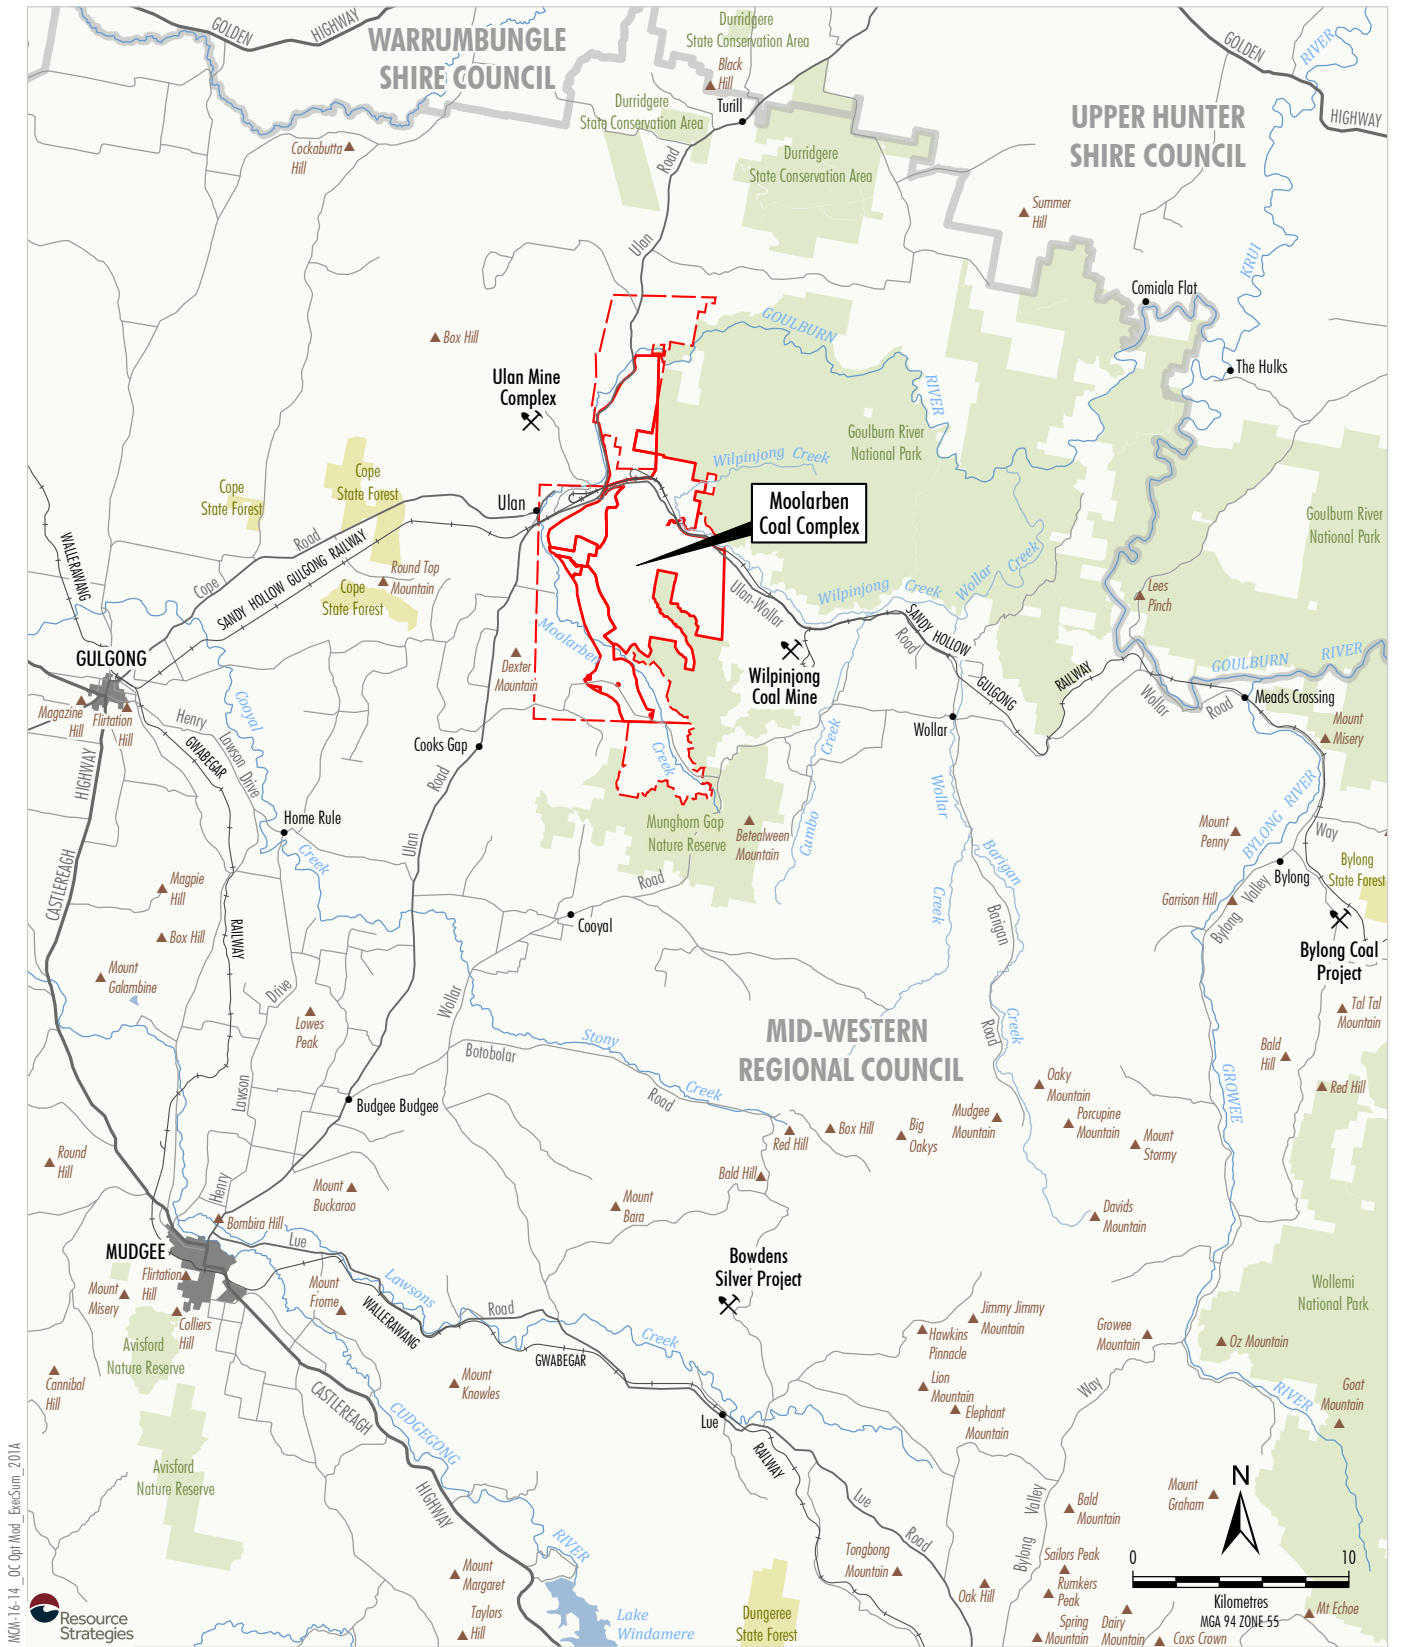 GOLDEN
HIGHWAY
WARRUMBUNGLE
SHIRE COUNCIL
Durridgere
State Conservation Area
Black
Hill
Turill
Durridgere
State Conservation Area
Durridgere
State Conservation Area
GOLDEN
HIGHWAY
RIVER
UPPER HUNTER
SHIRE COUNCIL
Cockabutta
Hill
Road
Ulan
Summer
Hill
KRUI
Comiala Flat
The Hulks
Box Hill
GOULBURN
RIVER
Ulan Mine
Complex
Goulburn River
National Park
Wilpinjong Creek
Cope
State Forest
Cope
State Forest
Ulan
Moolarben
Coal Complex
Goulburn River
National Park
WALLERAWANG
Road
Cope
SANDY HOLLOW GULGONG RAILWAY
Round Top
Mountain
Cope
State Forest
Ulan-Wollar
Wilpinjong Creek
Wollar Creek
Lees
Pinch
SANDY HOLLOW
Road
GULGONG
RAILWAY
Moolarben
Creek
Dexter
Mountain
Wilpinjong
Coal Mine
GOULBURN RIVER
Wollar
Road
Meads Crossing
Mount
Misery
GULGONG
Magazine
Hill
Flirtation
Hill
Cooyal
Creek
Henry
Lawson
Drive
GWABEGAR
RAILWAY
HIGHWAY
CASTLEREAGH
Cooks Gap
Road
Ulan
Wollar
Creek
Cumbo
Wollar
Creek
Home Rule
Munghorn Gap
Nature Reserve
Betealween
Mountain
Barigan
Creek
Barigan
Road
Mount
Penny
BYLONG RIVER
Way
Bylong
State Forest
Bylong
Garrison Hill
Bylong Valley
Bylong Coal
Project
Magpie
Hill
Box Hill
Mount
Galambine
Road
Cooyal
Drive
Lowes
Peak
Lawson
Wollar
Botobolar
Road
Stony
Creek
MID-WESTERN
REGIONAL COUNCIL
Tal Tal
Mountain
Bald
Hill
Red Hill
Oaky
Mountain
Porcupine
Mountain
Mudgee
Mountain
Big
Oakys
Box Hill
Red Hill
Mount
Stormy
GROWEE
Budgee Budgee
Round
Hill
Henry
Mount
Buckaroo
Bald Hill
Mount
Bara
Davids
Mountain
Bombira Hill
MUDGEE
Lue
Flirtation
Hill
Mount
Misery
Colliers
Hill
Mount
Frome
WALLERAWANG
Lawsons
Creek
Road
GWABEGAR
Bowdens
Silver Project
Wollemi
National Park
Jimmy Jimmy
Mountain
Hawkins
Pinnacle
Growee
Mountain
Oz Mountain
Avisford
Nature Reserve
Cannibal
Hill
Mount
Knowles
CASTLEREAGH
HIGHWAY
CUDGEGONG
RIVER
Lion
Mountain
Elephant
Mountain
Way
RIVER
Goat
Mountain
Lue
RAILWAY
Lue
Road
Avisford
Nature Reserve
Valley
Bylong
Bald
Mountain
Mount
Graham
N
Mount
Margaret
Taylors
Hill
Lake
Windamere
Dungeree
State Forest
Tongbong
Mountain
Oak Hill
Sailors Peak
Rumkers
Peak
Spring
Mountain
Dairy
Mountain
Coxs Crown
Mt Echoe
0 10
Kilometres
MGA 94 ZONE 55
Resource
Strategies
MCM-16-14 _OC Opt Mod_ExecSum_201A